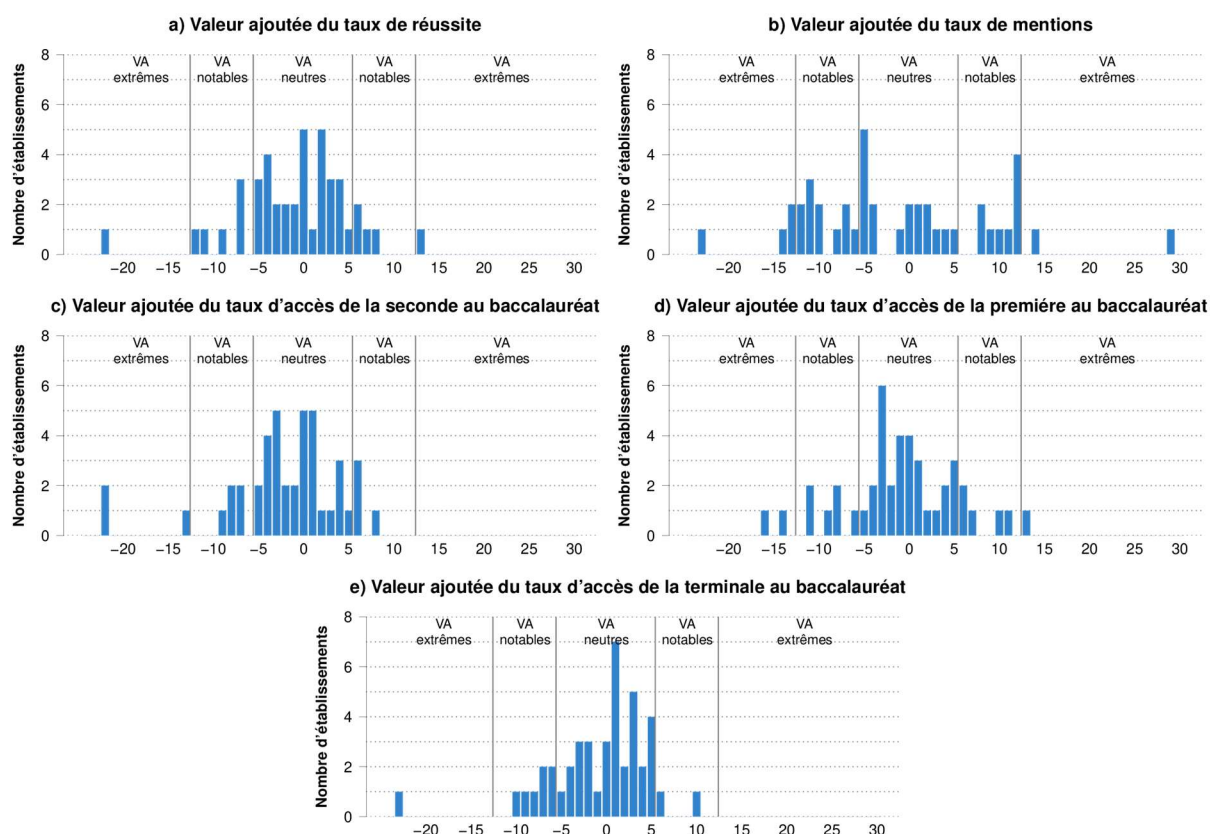 a) Valeur ajoutée du taux de réussite
Nombre d'établissements
8
6
4
2
0
VA
extrêmes
VA
notables
VA
neutres
VA
notables
VA
extrêmes
−20 −15 −10 −5 0 5 10 15 20 25 30
b) Valeur ajoutée du taux de mentions
Nombre d'établissements
8
6
4
2
0
VA
extrêmes
VA
notables
VA
neutres
VA
notables
VA
extrêmes
−20 −15 −10 −5 0 5 10 15 20 25 30
c) Valeur ajoutée du taux d'accès de la seconde au baccalauréat
Nombre d'établissements
8
6
4
2
0
VA
extrêmes
VA
notables
VA
neutres
VA
notables
VA
extrêmes
−20 −15 −10 −5 0 5 10 15 20 25 30
d) Valeur ajoutée du taux d'accès de la premiére au baccalauréat
Nombre d'établissements
8
6
4
2
0
VA
extrêmes
VA
notables
VA
neutres
VA
notables
VA
extrêmes
−20 −15 −10 −5 0 5 10 15 20 25 30
e) Valeur ajoutée du taux d'accès de la terminale au baccalauréat
Nombre d'établissements
8
6
4
2
0
VA
extrêmes
VA
notables
VA
neutres
VA
notables
VA
extrêmes
−20 −15 −10 −5 0 5 10 15 20 25 30